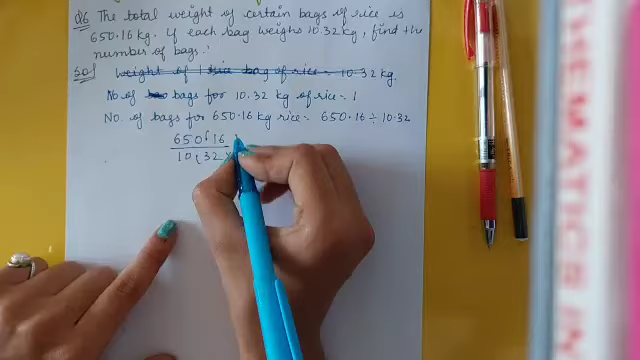 Q6 The total weight of certain bags of rice is
650.16 kg. If each bag weighs 10.32 kg, find the
number of bags.
Sol Weight of 1 rice bag of rice = 10.32 kg.
No of bags for 10.32 kg of rice = 1
No. of bags for 650.16 kg rice = 650.16 ÷ 10.32
650.16
10.32 x
HEMATICS IN